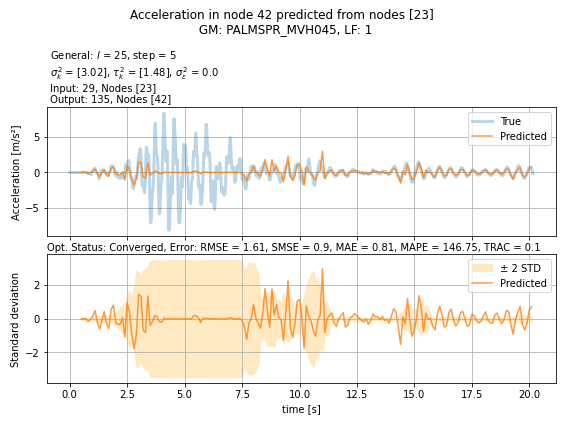 Acceleration in node 42 predicted from nodes [23]
GM: PALMSPR_MVH045, LF: 1
General: l = 25, step = 5
σ²ₖ = [3.02], τ²ₖ = [1.48], σ²ε = 0.0
Input: 29, Nodes [23]
Output: 135, Nodes [42]
Acceleration [m/s²]
5
0
−5
True
Predicted
Opt. Status: Converged, Error: RMSE = 1.61, SMSE = 0.9, MAE = 0.81, MAPE = 146.75, TRAC = 0.1
Standard deviation
2
0
−2
± 2 STD
Predicted
0.0 2.5 5.0 7.5 10.0 12.5 15.0 17.5 20.0
time [s]